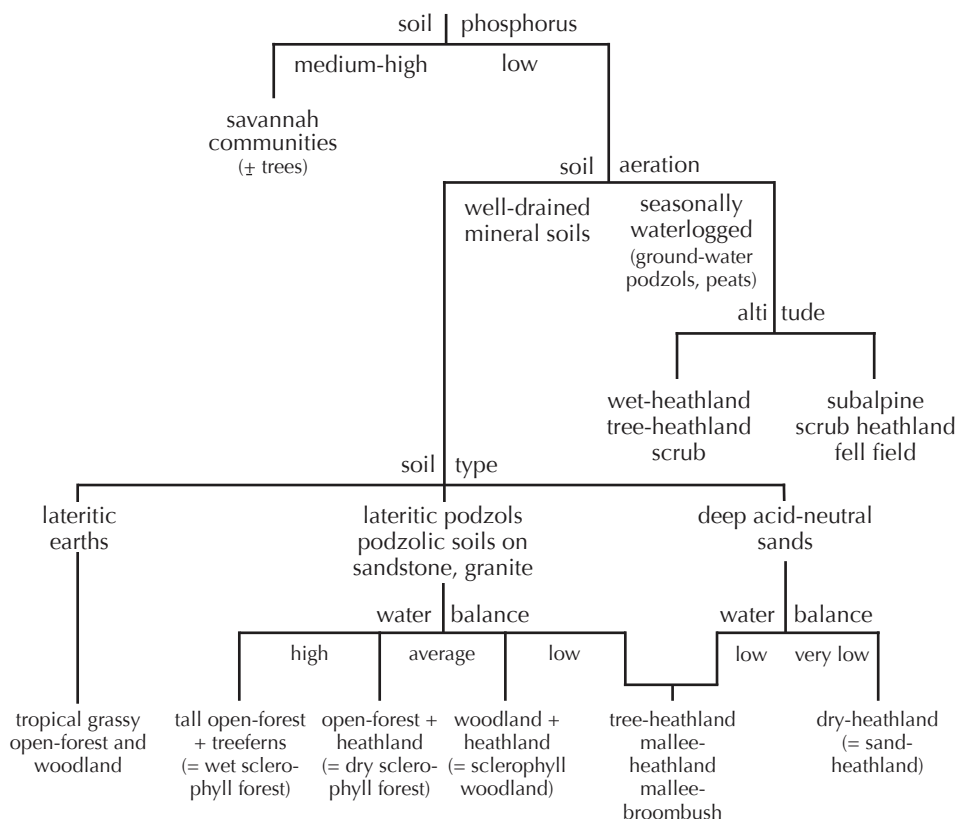 soil phosphorus
medium-high
low
savannah
communities
(± trees)
soil aeration
well-drained
mineral soils
seasonally
waterlogged
(ground-water
podzols, peats)
alti tude
wet-heathland
tree-heathland
scrub
subalpine
scrub heathland
fell field
soil type
lateritic
earths
lateritic podzols
podzolic soils on
sandstone, granite
deep acid-neutral
sands
water balance
high
average
low
water balance
low
very low
tropical grassy
open-forest and
woodland
tall open-forest
+ treeferns
(= wet sclero-
phyll forest)
open-forest +
heathland
(= dry sclero-
phyll forest)
woodland +
heathland
(= sclerophyll
woodland)
tree-heathland
mallee-
heathland
mallee-
broombush
dry-heathland
(= sand-
heathland)